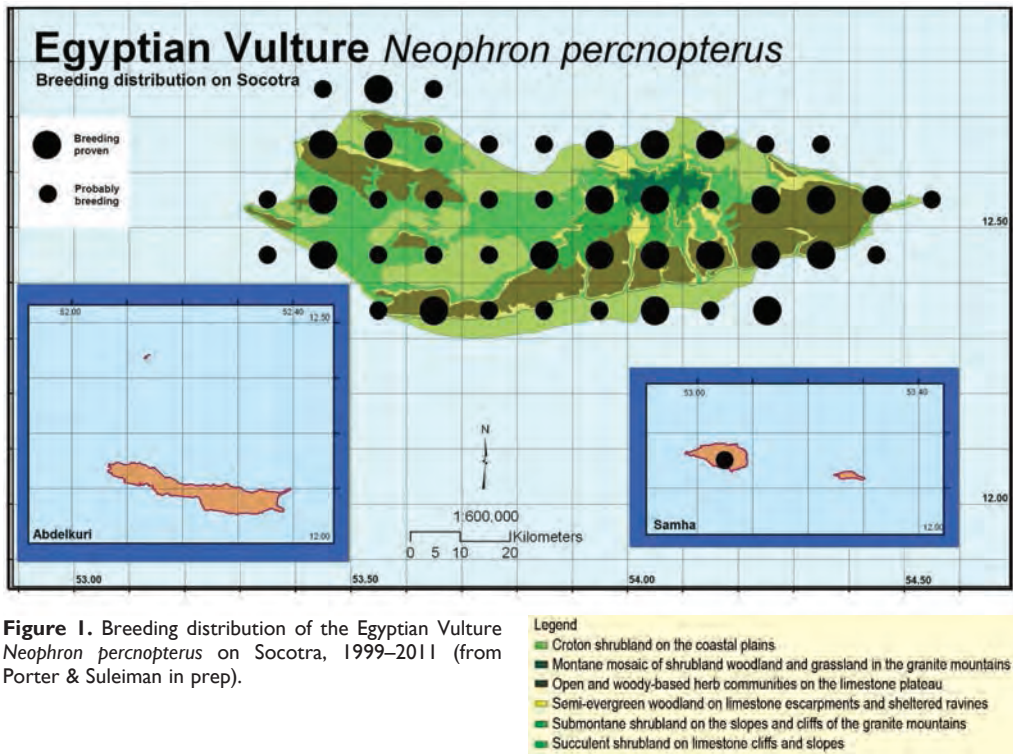 Egyptian Vulture Neophron percnopterus
Breeding distribution on Socotra
Breeding
proven
Probably
breeding
12.50
52.00
52.40
12.50
Abdelkuri
12.00
N
1:600,000
Kilometers
0 5 10 20
53.00
53.40
Samha
12.00
12.00
53.00
53.50
54.00
54.50
Figure 1. Breeding distribution of the Egyptian Vulture
Neophron percnopterus on Socotra, 1999–2011 (from
Porter & Suleiman in prep).
Legend
Croton shrubland on the coastal plains
Montane mosaic of shrubland woodland and grassland in the granite mountains
Open and woody-based herb communities on the limestone plateau
Semi-evergreen woodland on limestone escarpments and sheltered ravines
Submontane shrubland on the slopes and cliffs of the granite mountains
Succulent shrubland on limestone cliffs and slopes